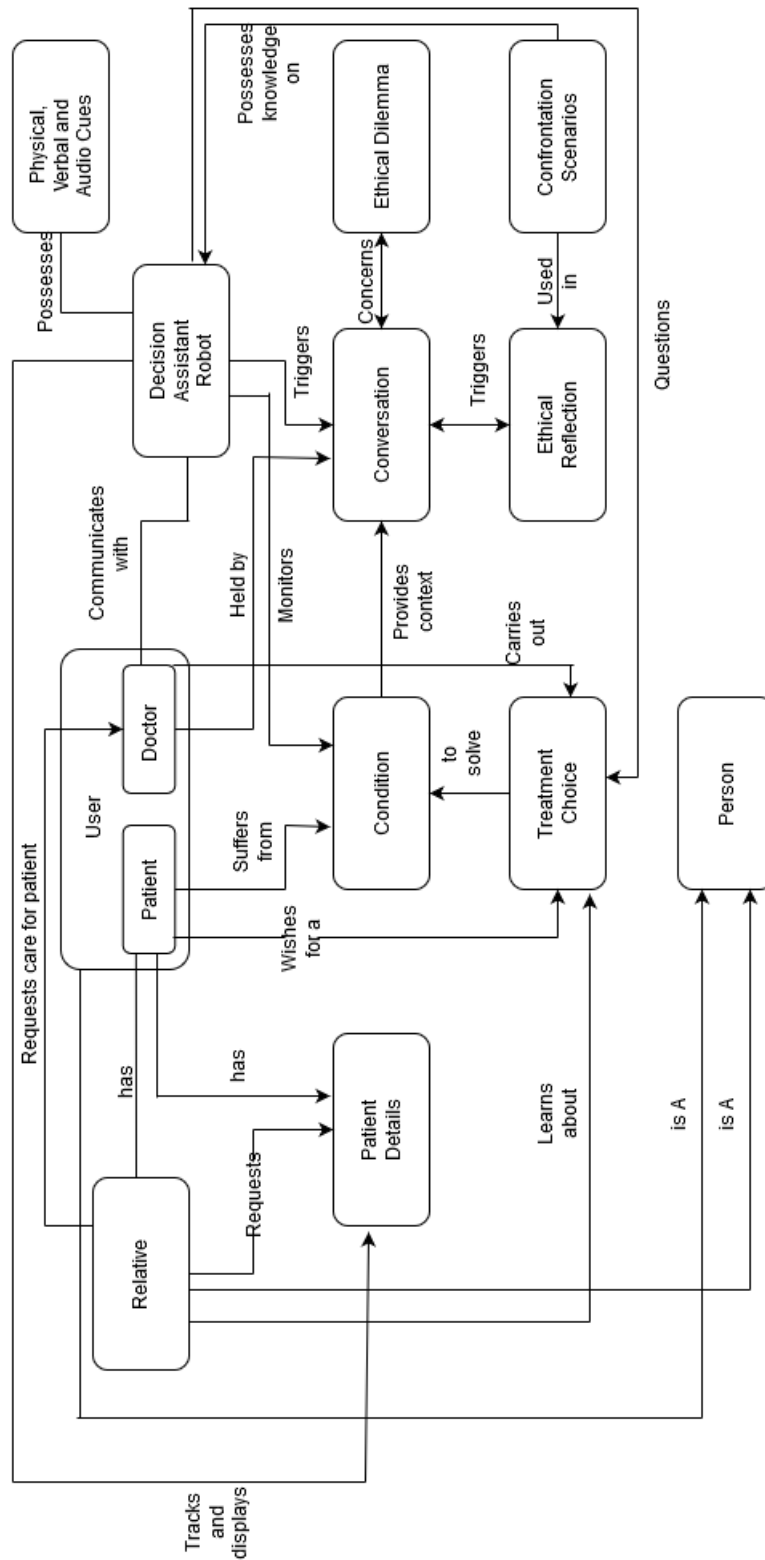 Tracks
and
displays
Requests care for patient
Relative
has
User
Patient
Doctor
Communicates
with
Decision
Assistant
Robot
Possesses
Physical,
Verbal and
Audio Cues
Requests
has
Wishes
for a
Suffers
from
Held by
Monitors
Triggers
Possesses
knowledge
on
Patient
Details
Condition
Provides
context
Conversation
Concerns
Ethical Dilemma
Learns
about
to
solve
Carries
out
Triggers
Used
in
Treatment
Choice
Ethical
Reflection
Confrontation
Scenarios
Questions
is A
is A
Person